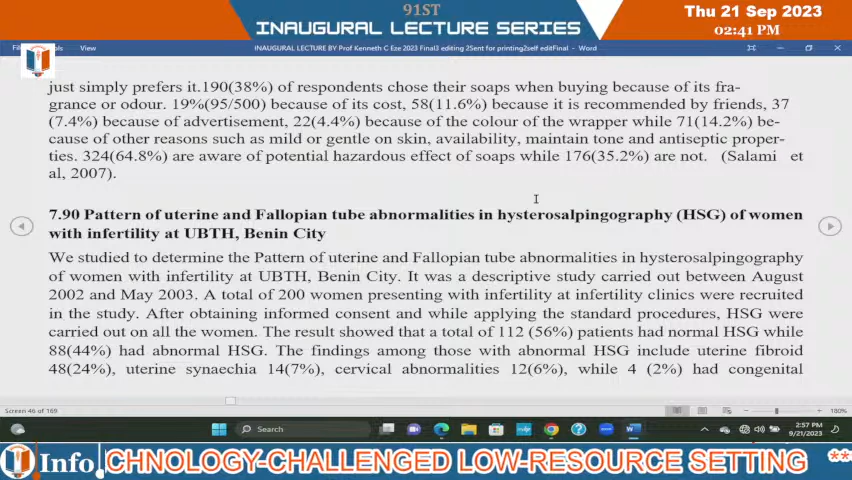 91ST
INAUGURAL LECTURE SERIES
Thu 21 Sep 2023
02:41 PM
INAUGURAL LECTURE BY Prof Kenneth C Eze 2023 Final3 editing 2Sent for printing2self editFinal - Word
View
just simply prefers it.190(38%) of respondents chose their soaps when buying because of its fra-
grance or odour. 19%(95/500) because of its cost, 58(11.6%) because it is recommended by friends, 37
(7.4%) because of advertisement, 22(4.4%) because of the colour of the wrapper while 71(14.2%) be-
cause of other reasons such as mild or gentle on skin, availability, maintain tone and antiseptic proper-
ties. 324(64.8%) are aware of potential hazardous effect of soaps while 176(35.2%) are not. (Salami et
al, 2007).
7.90 Pattern of uterine and Fallopian tube abnormalities in hysterosalpingography (HSG) of women
with infertility at UBTH, Benin City
We studied to determine the Pattern of uterine and Fallopian tube abnormalities in hysterosalpingography
of women with infertility at UBTH, Benin City. It was a descriptive study carried out between August
2002 and May 2003. A total of 200 women presenting with infertility at infertility clinics were recruited
in the study. After obtaining informed consent and while applying the standard procedures, HSG were
carried out on all the women. The result showed that a total of 112 (56%) patients had normal HSG while
88(44%) had abnormal HSG. The findings among those with abnormal HSG include uterine fibroid
48(24%), uterine synaechia 14(7%), cervical abnormalities 12(6%), while 4 (2%) had congenital
Screen 46 of 169
180%
Search
2:57 PM
9/21/2023
Info.
CHNOLOGY-CHALLENGED LOW-RESOURCE SETTING **